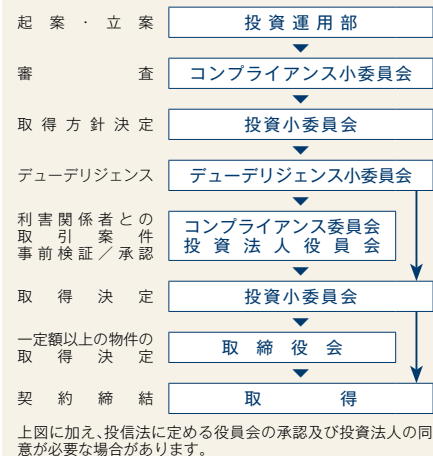 起案・立案
投資運用部
審査
コンプライアンス小委員会
取得方針決定
投資小委員会
デューデリジェンス
デューデリジェンス小委員会
利害関係者との
取引案件
事前検証／承認
コンプライアンス委員会
投資法人役員会
取得決定
投資小委員会
一定額以上の物件の
取得決定
取締役会
契約締結
取得
上図に加え、投信法に定める役員会の承認及び投資法人の同
意が必要な場合があります。